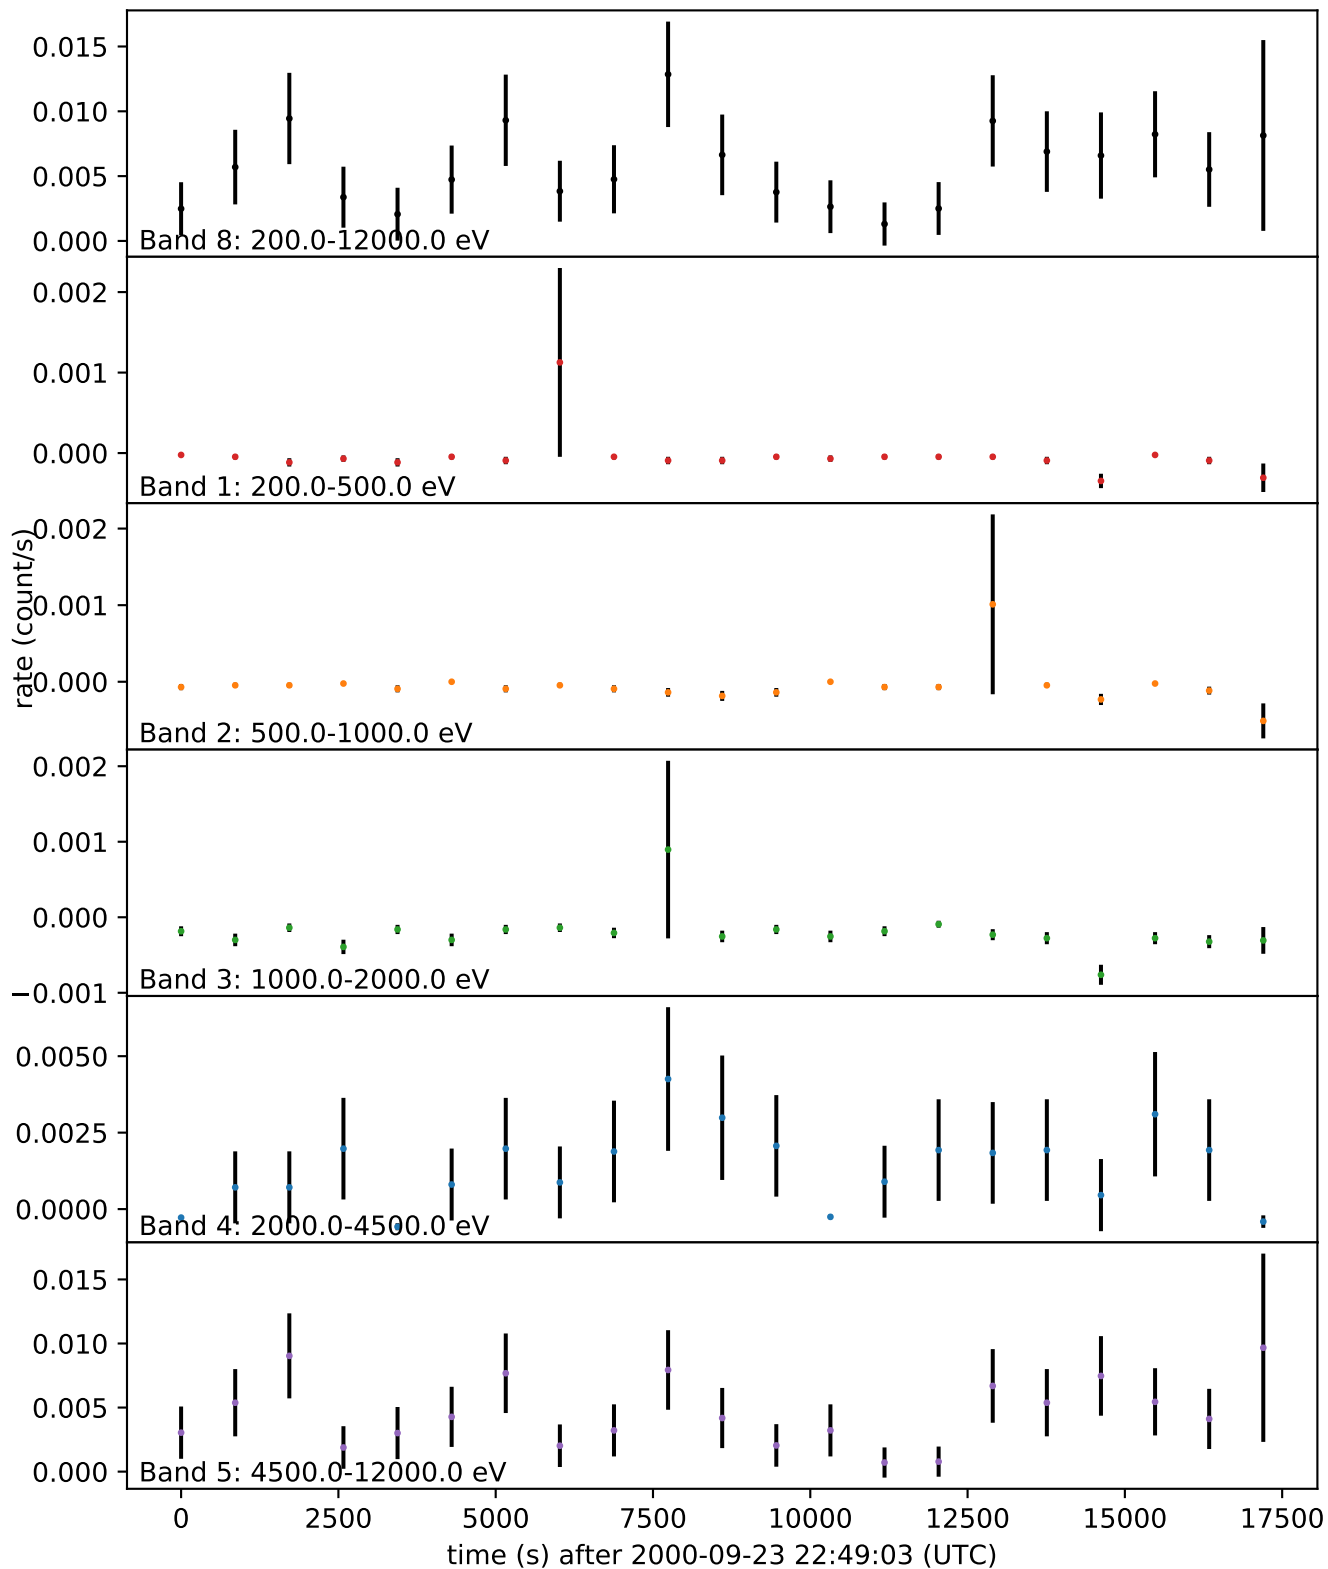 0.015
0.010
0.005
0.000
Band 8: 200.0-12000.0 eV
0.002
0.001
0.000
Band 1: 200.0-500.0 eV
rate (count/s)
0.002
0.001
0.000
Band 2: 500.0-1000.0 eV
0.002
0.001
0.000
−0.001
Band 3: 1000.0-2000.0 eV
0.0050
0.0025
0.0000
Band 4: 2000.0-4500.0 eV
0.015
0.010
0.005
0.000
Band 5: 4500.0-12000.0 eV
0 2500 5000 7500 10000 12500 15000 17500
time (s) after 2000-09-23 22:49:03 (UTC)